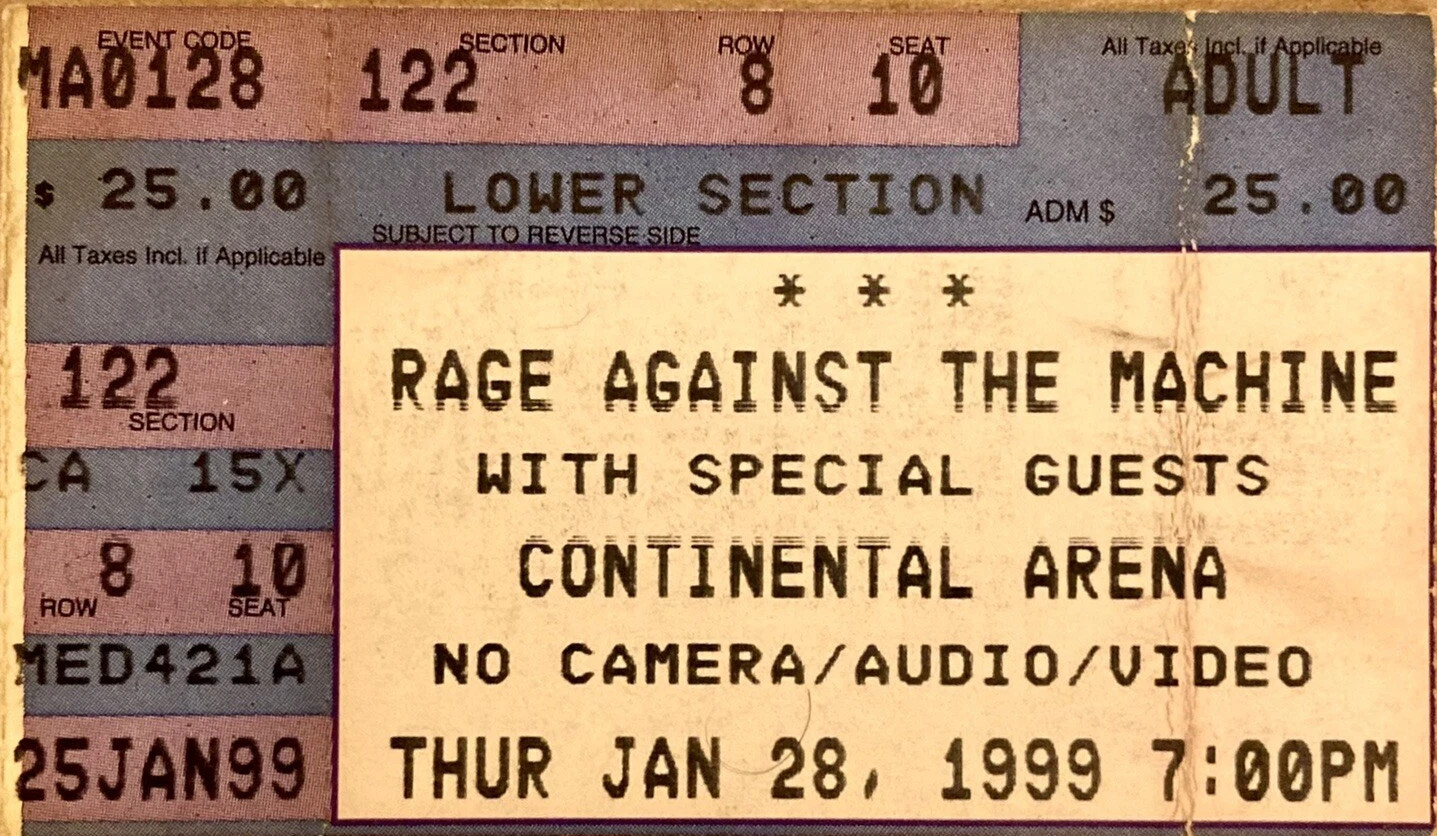 EVENT CODE SECTION ROW SEAT All Taxes Incl. if Applicable
MA0128 122 8 10 ADULT
$ 25.00 LOWER SECTION ADM $ 25.00
SUBJECT TO REVERSE SIDE
All Taxes Incl. if Applicable
122
SECTION
CA 15X
8 10
ROW SEAT
MED421A
25JAN99
* * *
RAGE AGAINST THE MACHINE
WITH SPECIAL GUESTS
CONTINENTAL ARENA
NO CAMERA/AUDIO/VIDEO
THUR JAN 28, 1999 7:00PM